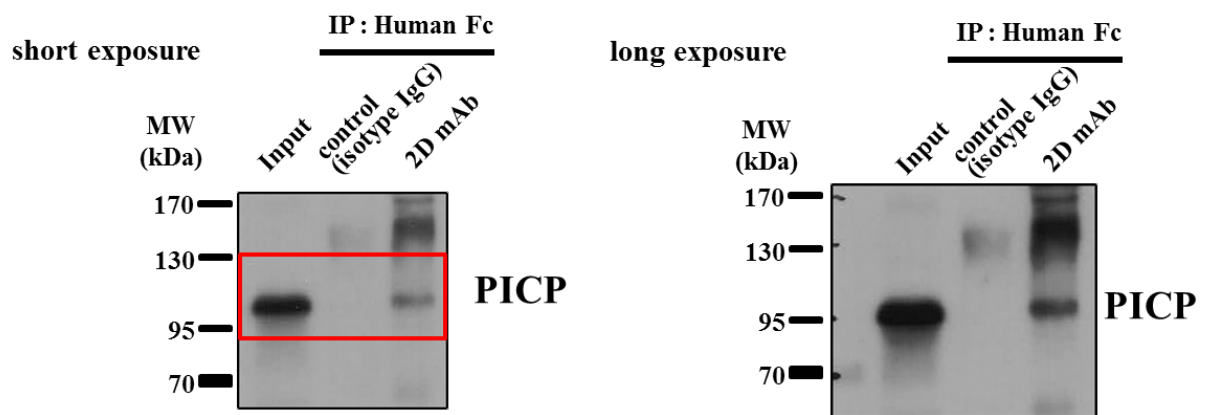 short exposure
IP : Human Fc
MW
(kDa)
Input
control
(isotype IgG)
2D mAb
170
130
95
70
PICP
long exposure
IP : Human Fc
MW
(kDa)
Input
control
(isotype IgG)
2D mAb
170
130
95
70
PICP